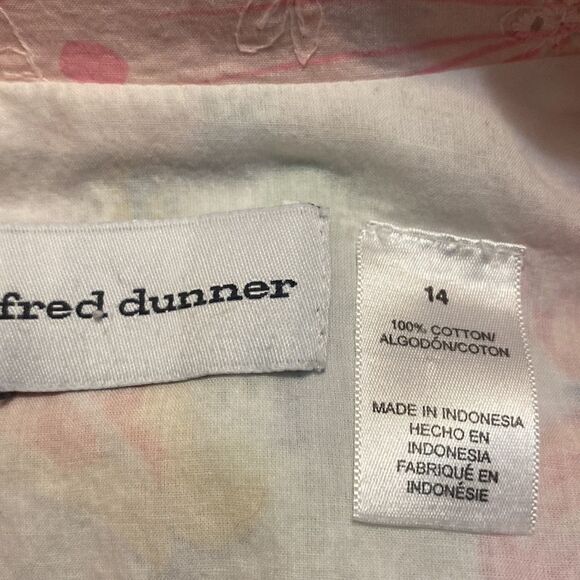 fred dunner
14
100% COTTON/
ALGODÓN/COTON
MADE IN INDONESIA
HECHO EN
INDONESIA
FABRIQUÉ EN
INDONÉSIE